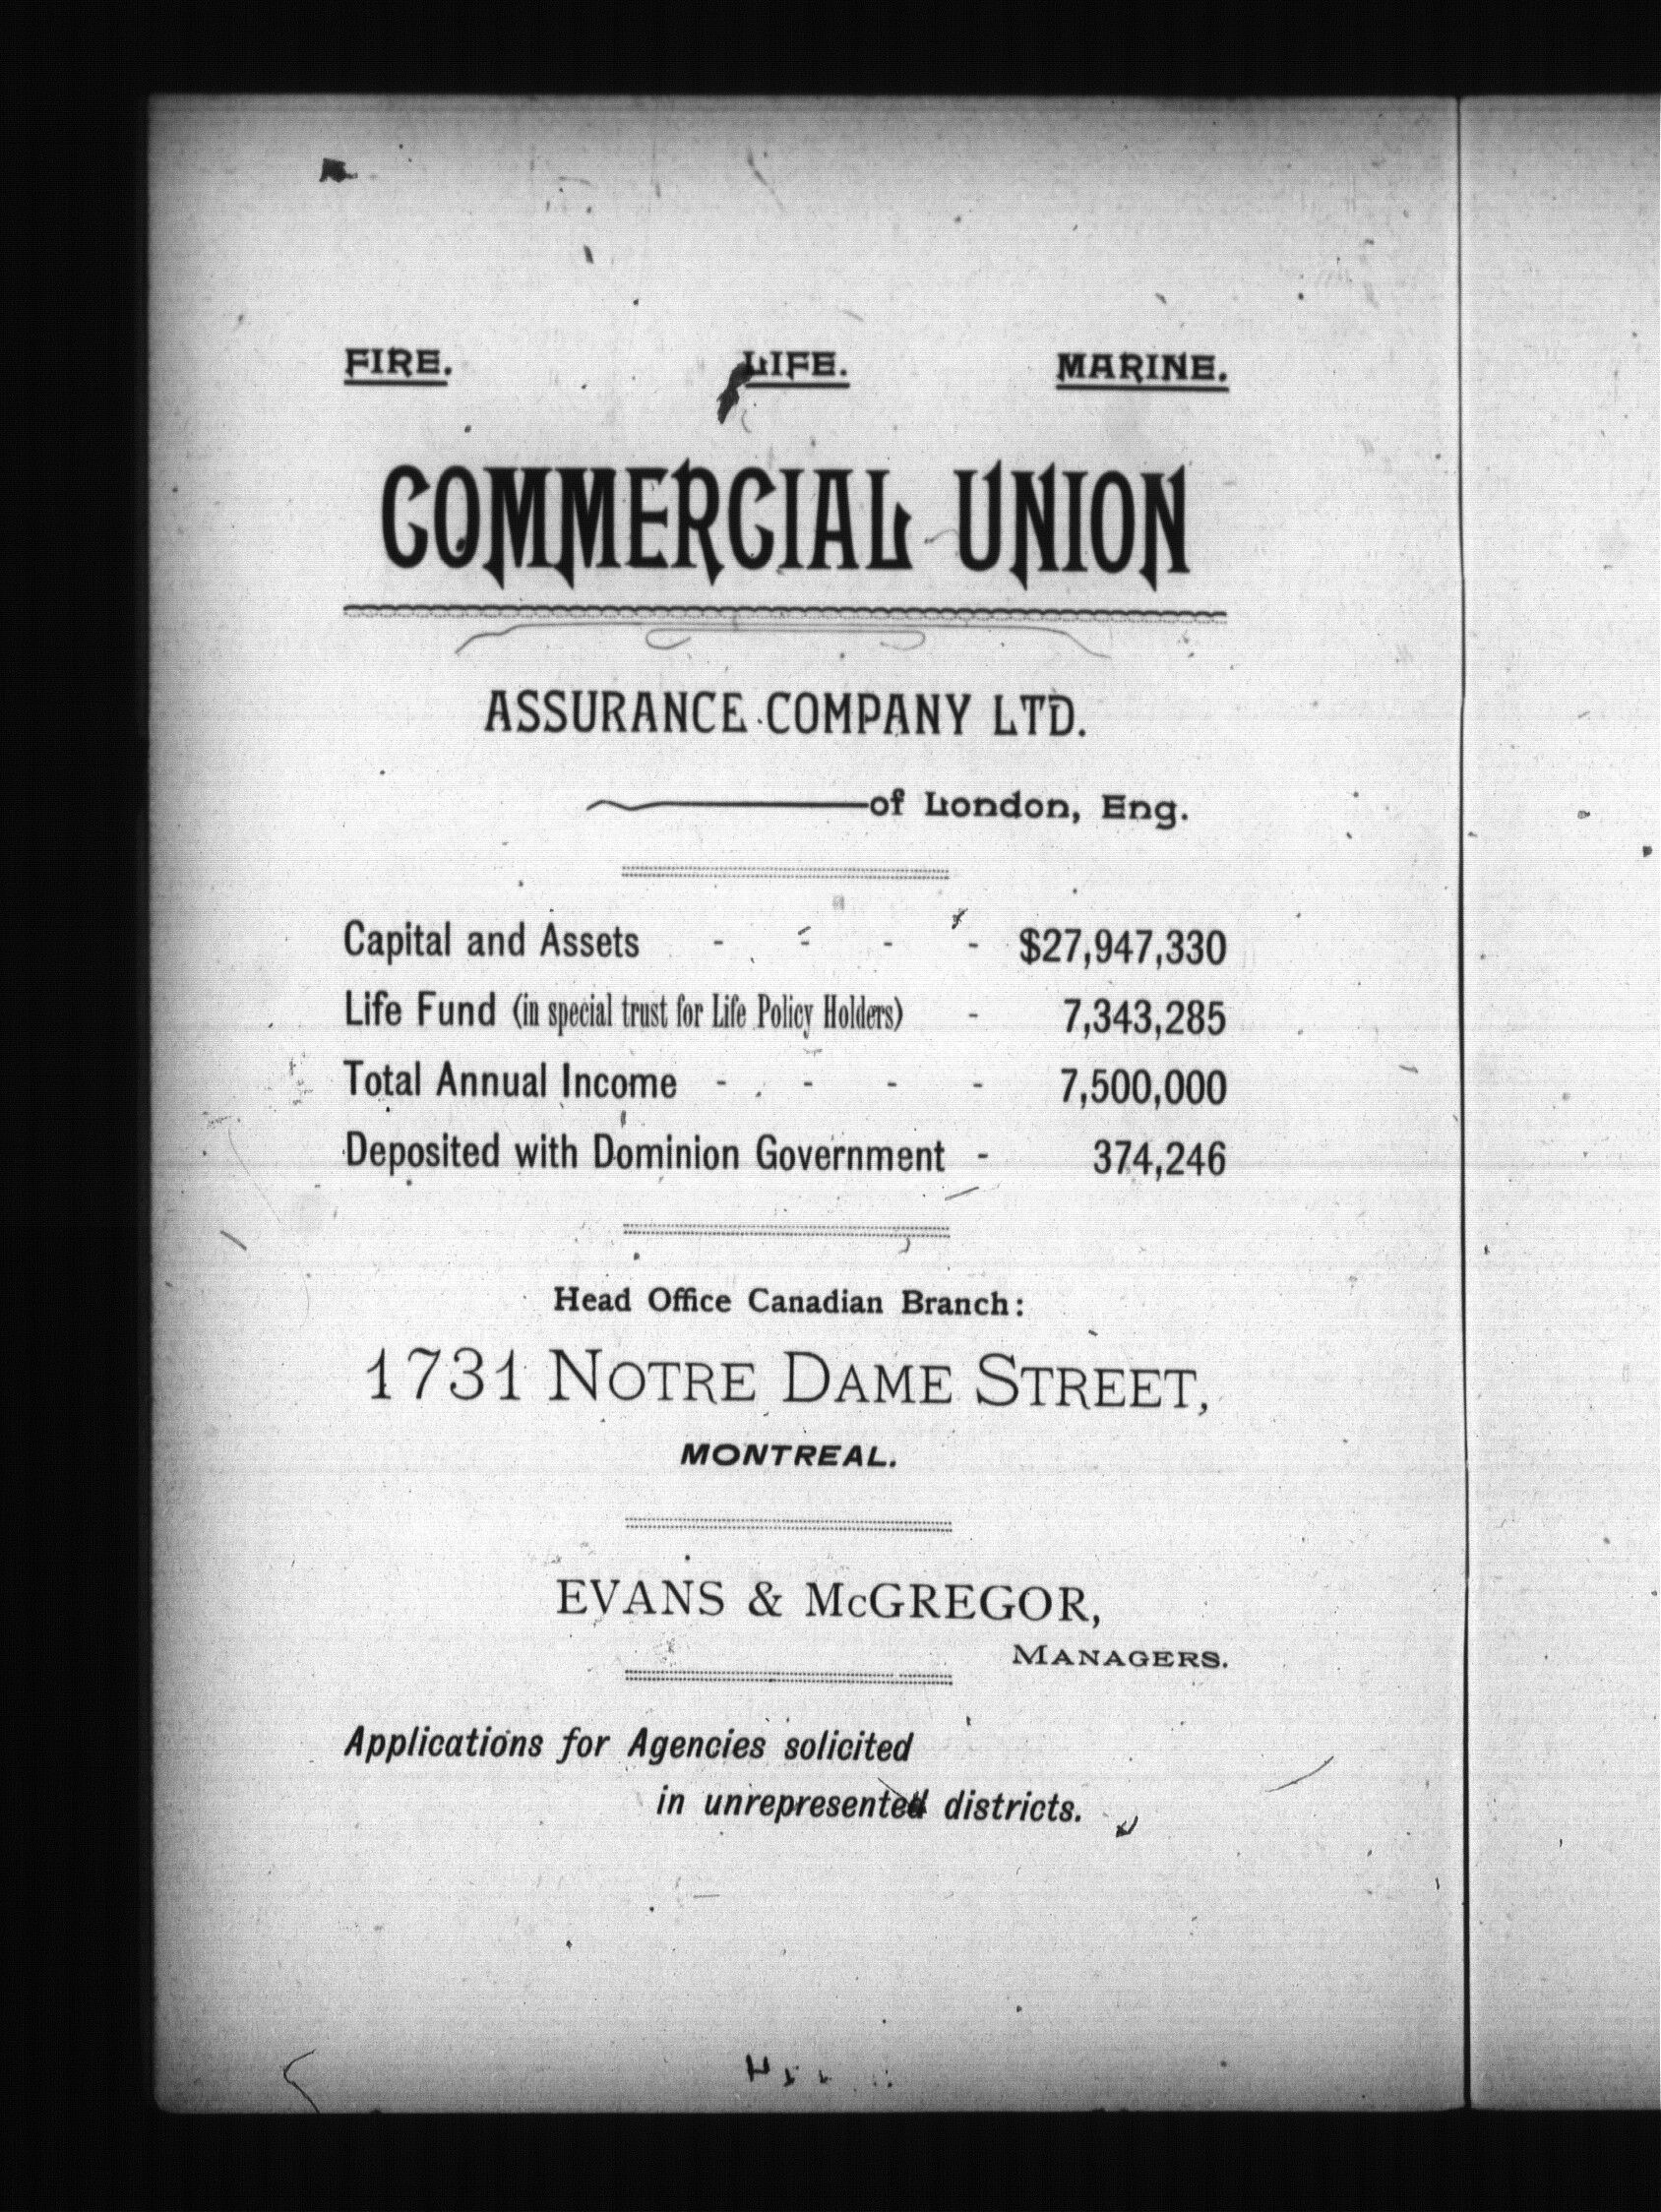 FIRE. LIFE. MARINE.
COMMERCIAL UNION
ASSURANCE COMPANY LTD.
of London, Eng.
Capital and Assets - - - - $27,947,330
Life Fund (in special trust for Life Policy Holders) - 7,343,285
Total Annual Income - - - - 7,500,000
Deposited with Dominion Government - 374,246
Head Office Canadian Branch:
1731 NOTRE DAME STREET,
MONTREAL.
EVANS & McGREGOR,
MANAGERS.
Applications for Agencies solicited
in unrepresented districts.